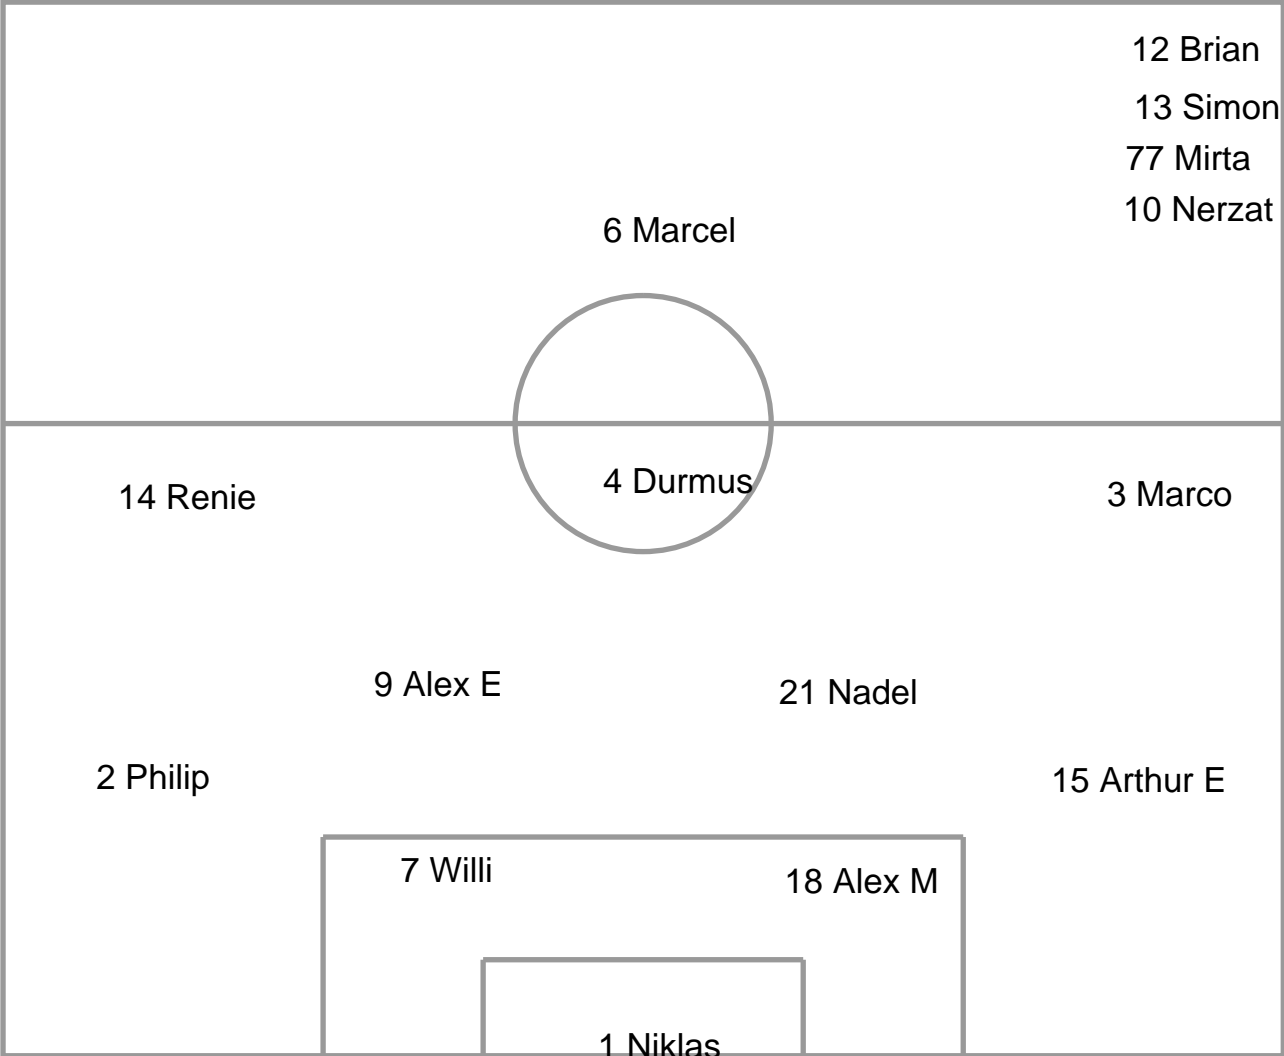 12 Brian
13 Simon
77 Mirta
10 Nerzat
6 Marcel
4 Durmus
14 Renie
3 Marco
9 Alex E
21 Nadel
2 Philip
15 Arthur E
7 Willi
18 Alex M
1 Niklas